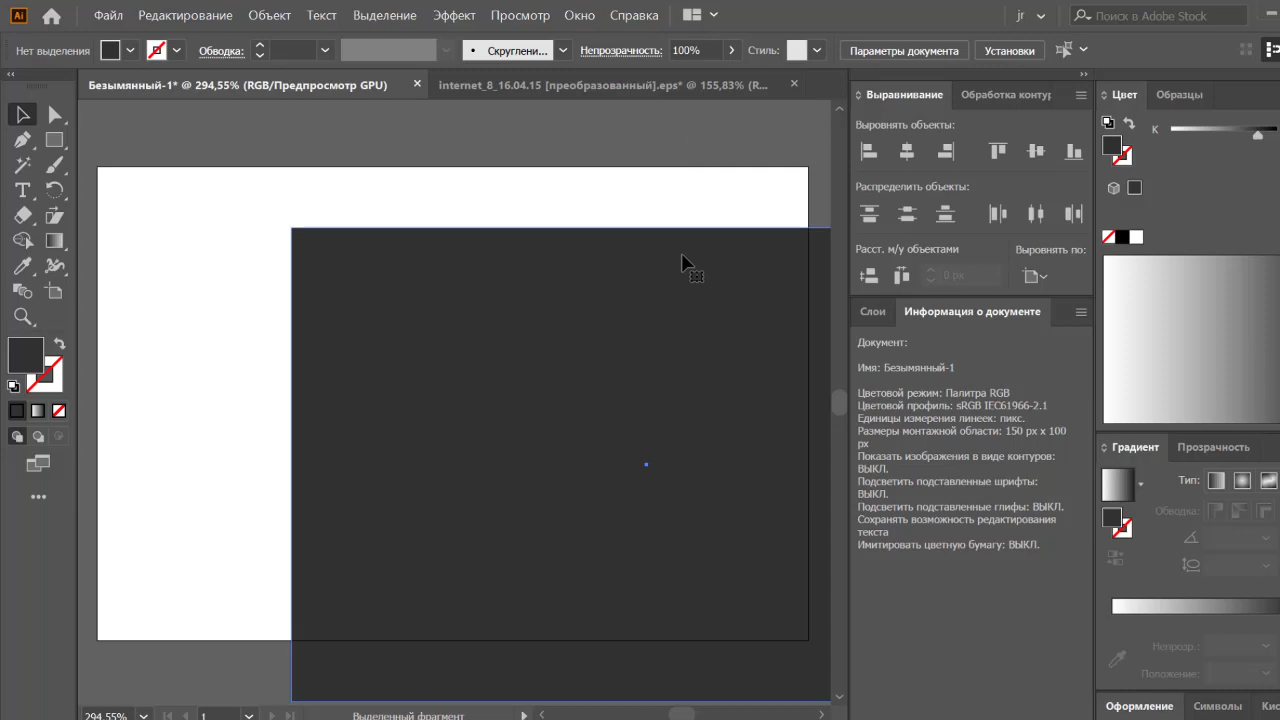 Ai
Файл Редактирование Объект Текст Выделение Эффект Просмотр Окно Справка
jr
Поиск в Adobe Stock
Нет выделения
Обводка:
Скруглени...
Непрозрачность:
100%
Стиль:
Параметры документа
Установки
Безымянный-1* @ 294,55% (RGB/Предпросмотр GPU)
internet_8_16.04.15 [преобразованный].eps* @ 155,83% (R...
Выравнивание
Обработка контур
Выровнять объекты:
Распределить объекты:
Расст. м/у объектами
Выровнять по:
0 px
Слои
Информация о документе
Документ:
Имя: Безымянный-1
Цветовой режим: Палитра RGB
Цветовой профиль: sRGB IEC61966-2.1
Единицы измерения линеек: пикс.
Размеры монтажной области: 150 px x 100
px
Показать изображения в виде контуров:
ВЫКЛ.
Подсветить подставленные шрифты:
ВЫКЛ.
Подсветить подставленные глифы: ВЫКЛ.
Сохранять возможность редактирования
текста
Имитировать цветную бумагу: ВЫКЛ.
Цвет
Образцы
K
Градиент
Прозрачность
Тип:
Обводка:
Непрозр.:
Положение:
Оформление
Символы
Кис
294,55%
1
Выделенный фрагмент